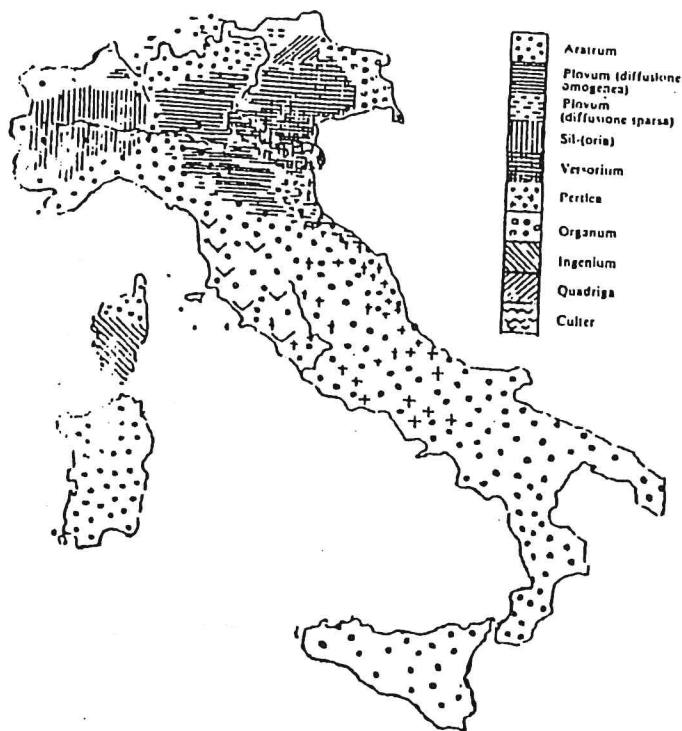 Aratrum
Plovum (diffusione
omogenea)
Plovum
(diffusione sparsa)
Sil-(oria)
Versorium
Pertica
Organum
Ingenium
Quadriga
Culter